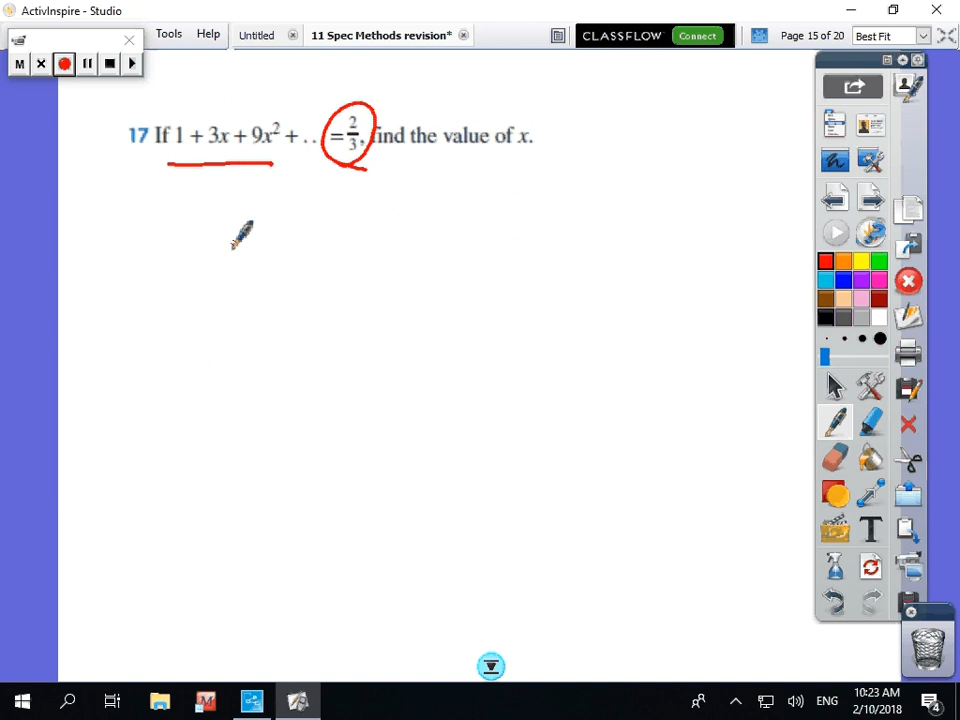 ActivInspire - Studio
M
Tools Help Untitled 11 Spec Methods revision* CLASSFLOW Connect Page 15 of 20 Best Fit
17 If 1 + 3x + 9x² + … = 2/3, find the value of x.
T
ENG
10:23 AM
2/10/2018
4